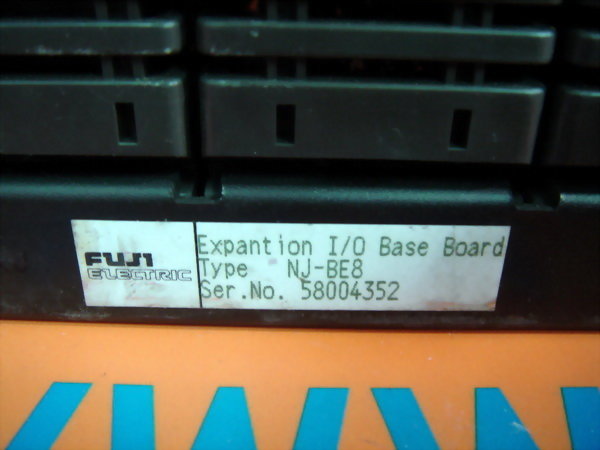 FUJI
ELECTRIC
Expantion I/O Base Board
Type NJ-BE8
Ser.No. 58004352